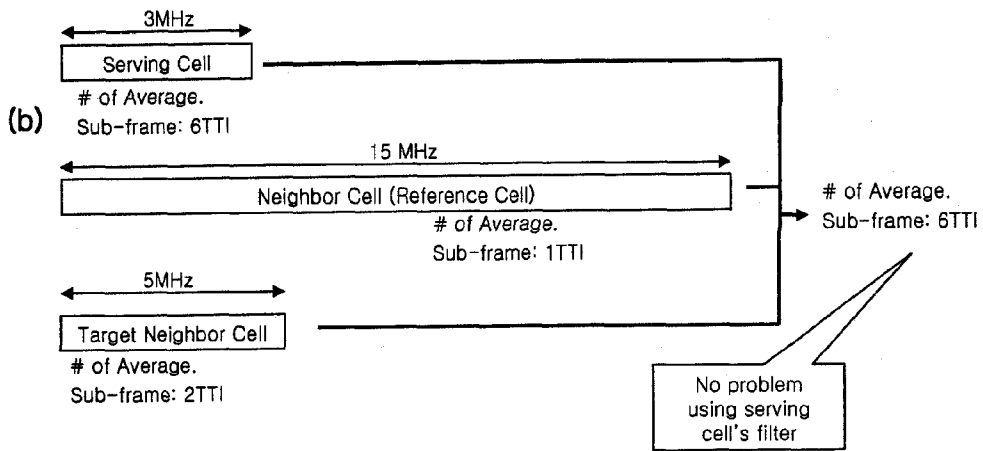 3MHz
Serving Cell
# of Average.
Sub-frame: 6TTI
(b)
15 MHz
Neighbor Cell (Reference Cell)
# of Average.
Sub-frame: 1TTI
# of Average.
Sub-frame: 6TTI
5MHz
Target Neighbor Cell
# of Average.
Sub-frame: 2TTI
No problem
using serving
cell's filter